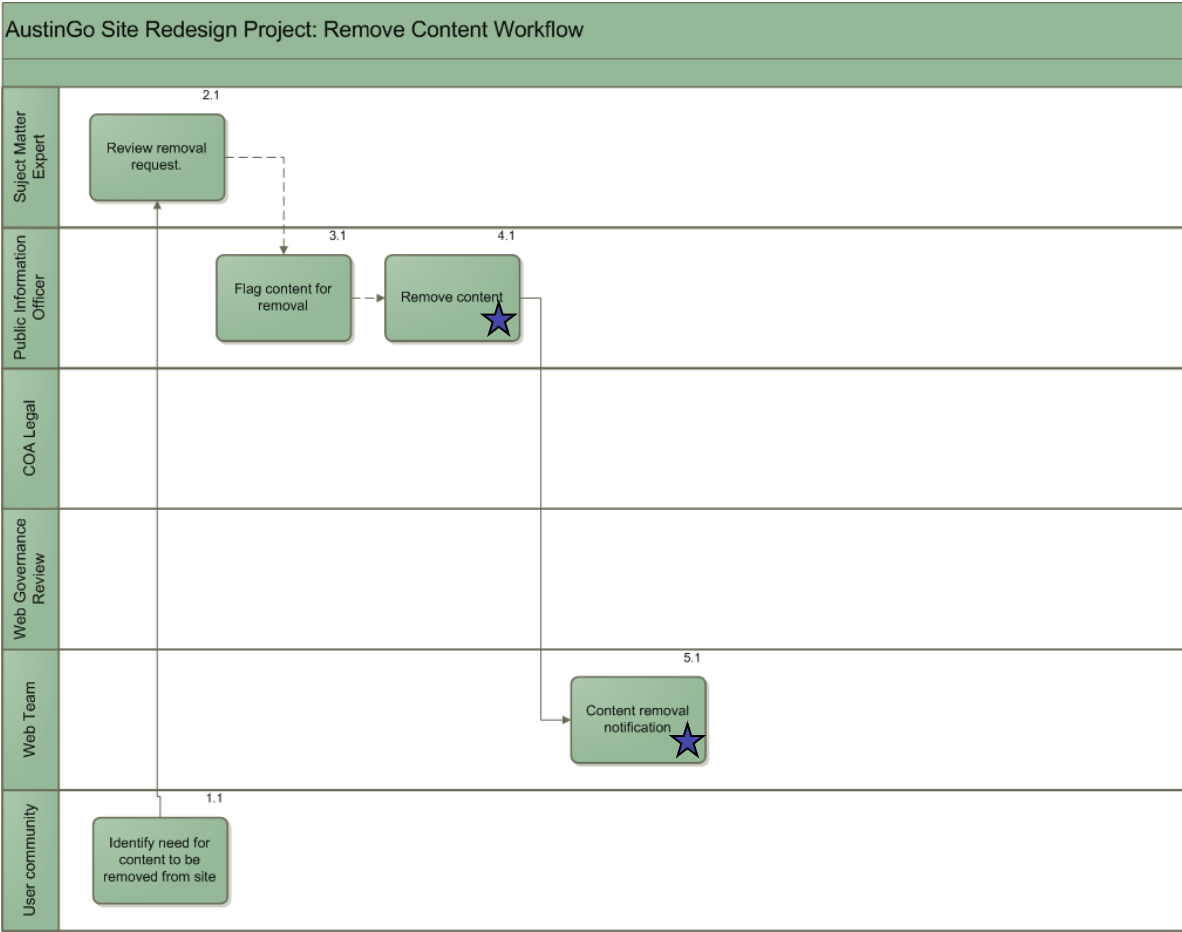 AustinGo Site Redesign Project: Remove Content Workflow
Suject Matter
Expert
2.1
Review removal
request.
Public Information
Officer
3.1
Flag content for
removal
4.1
Remove content
COA Legal
Web Governance
Review
Web Team
5.1
Content removal
notification
User community
1.1
Identify need for
content to be
removed from site